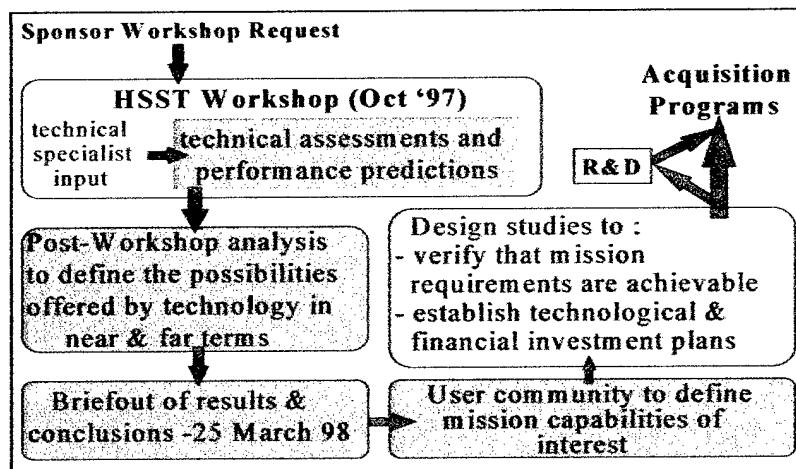 Sponsor Workshop Request
HSST Workshop (Oct ‘97)
technical
specialist
input
technical assessments and
performance predictions
Post-Workshop analysis
to define the possibilities
offered by technology in
near & far terms
Briefout of results &
conclusions -25 March 98
User community to define
mission capabilities of
interest
Design studies to :
- verify that mission
requirements are achievable
- establish technological &
financial investment plans
R&D
Acquisition
Programs